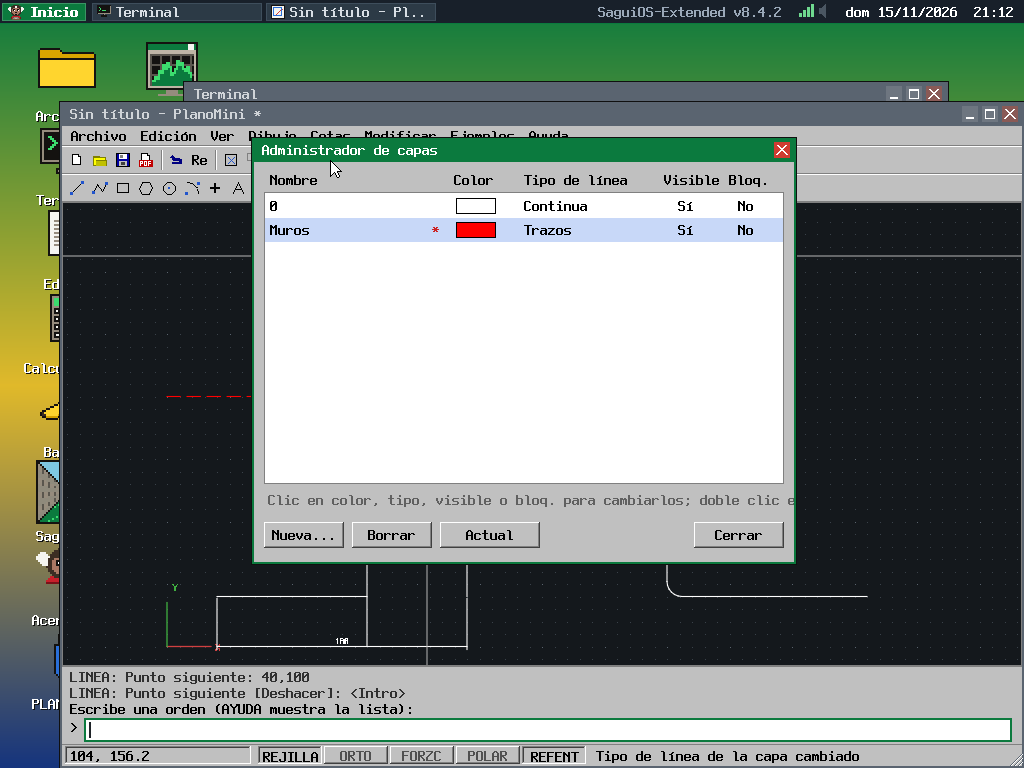 Inicio
Terminal
Sin título - Pl..
SaguiOS-Extended v8.4.2
dom 15/11/2026
21:12
Terminal
Sin título - PlanoMini *
Archivo Edición Ver Dibujo Cotas Modificar Ejemplos Ayuda
Re
A
Administrador de capas
Nombre Color Tipo de línea Visible Bloq.
0 Continua Sí No
Muros * Trazos Sí No
Clic en color, tipo, visible o bloq. para cambiarlos; doble clic e
Nueva... Borrar Actual Cerrar
Y
100
LINEA: Punto siguiente: 40,100
LINEA: Punto siguiente [Deshacer]: <Intro>
Escribe una orden (AYUDA muestra la lista):
>
104, 156.2
REJILLA ORTO FORZC POLAR REFENT
Tipo de línea de la capa cambiado